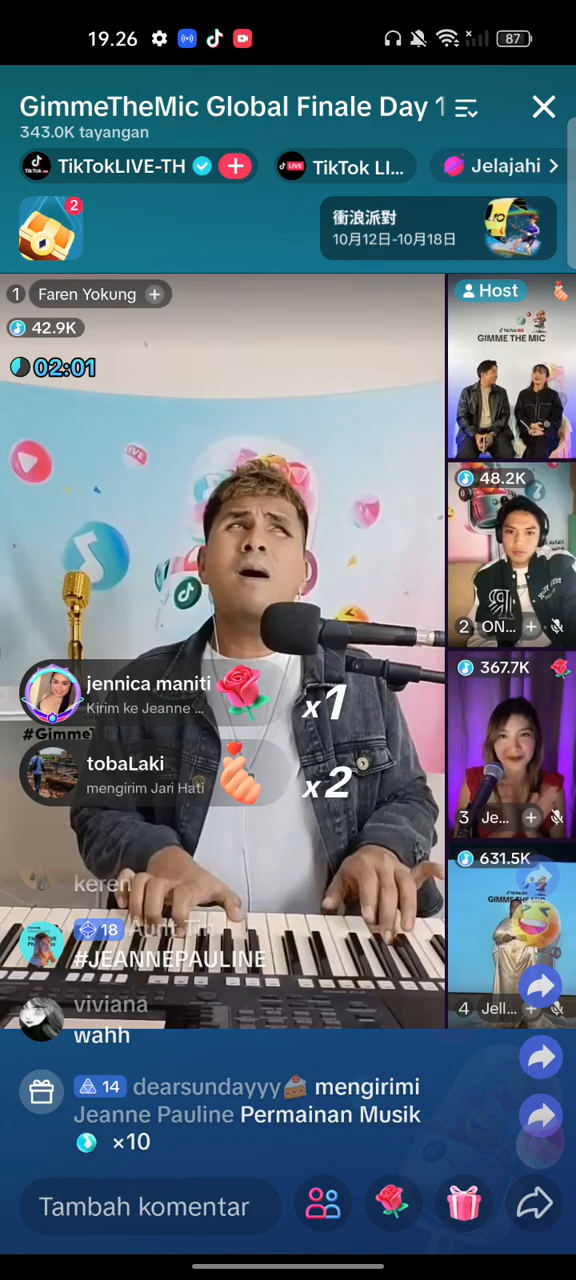 19.26
87
GimmeTheMic Global Finale Day 1
343.0K tayangan
TikTokLIVE-TH
TikTok LI...
Jelajahi
2
衝浪派對
10月12日-10月18日
1 Faren Yokung
42.9K
02:01
Host
GIMME THE MIC
48.2K
2 ON...
367.7K
3 Je...
631.5K
GIMME THE MIC
4 Jell...
LIVE
jennica maniti
Kirim ke Jeanne ...
x1
#Gimme
tobaLaki
mengirim Jari Hati
x2
keren
18 Aunt Tih
#JEANNEPAULINE
viviana
wahh
14 dearsundayyy🍰 mengirimi
Jeanne Pauline Permainan Musik
×10
Tambah komentar